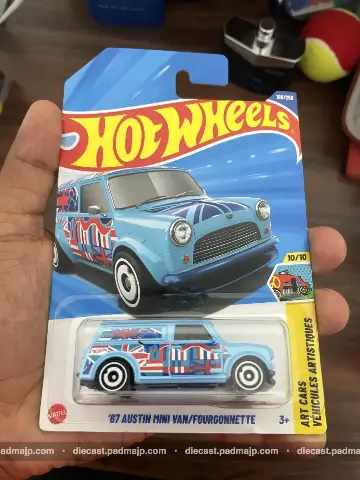 HOT WHEELS
10/10
ART CARS
VÉHICULES ARTISTIQUES
MATTEL
'67 AUSTIN MINI VAN/FOURGONNETTE
3+
diecast.padmajp.com · diecast.padmajp.com · diecast.padmajp.com